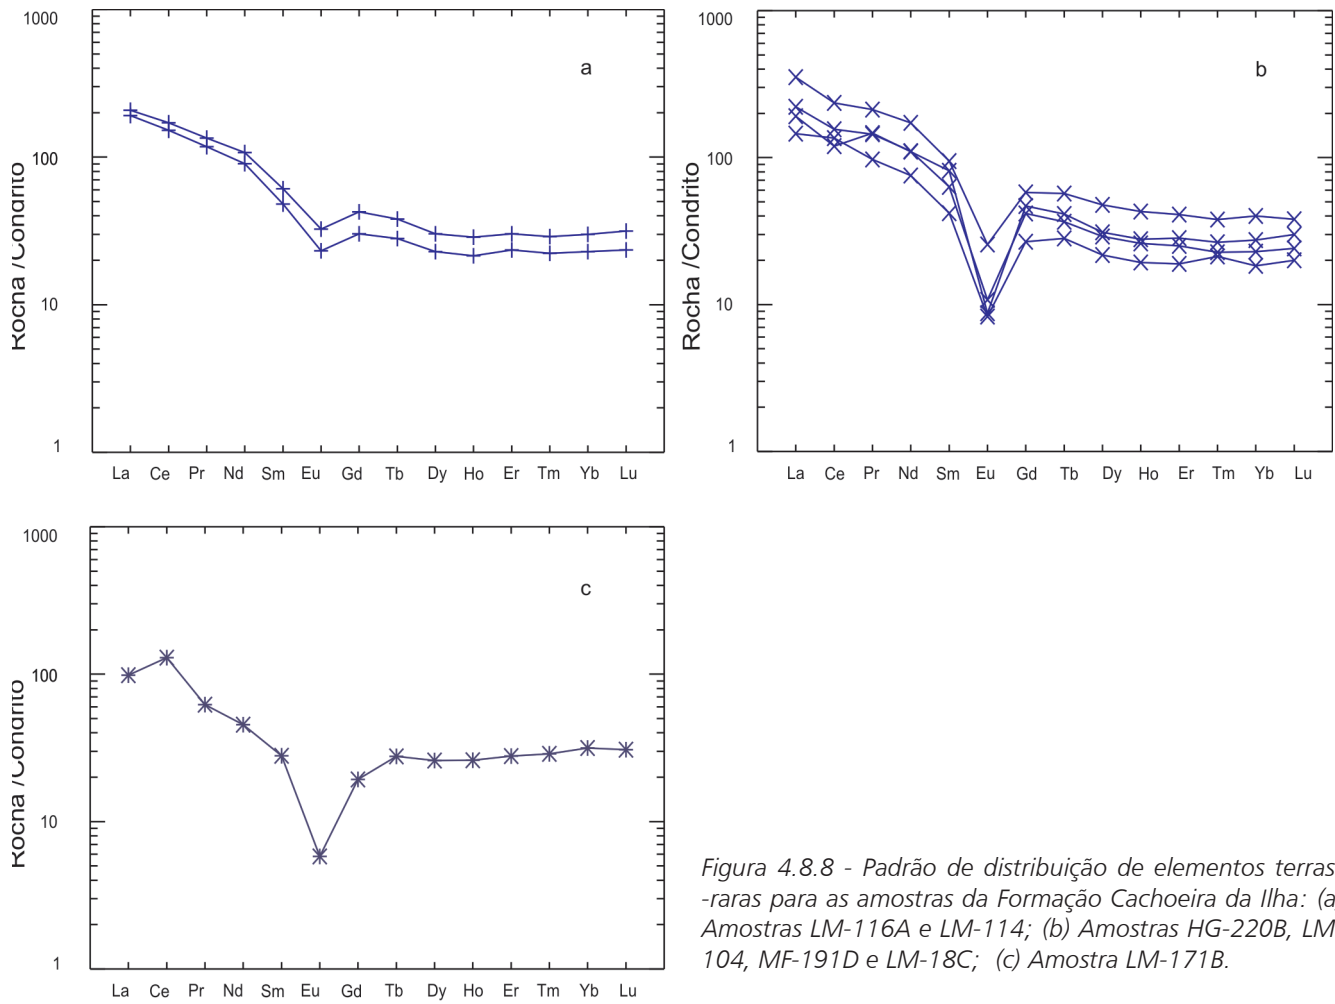 1000
100
10
1
Rocha /Condrito
a
La Ce Pr Nd Sm Eu Gd Tb Dy Ho Er Tm Yb Lu
1000
100
10
1
Rocha /Condrito
b
La Ce Pr Nd Sm Eu Gd Tb Dy Ho Er Tm Yb Lu
1000
100
10
1
Rocha /Condrito
c
La Ce Pr Nd Sm Eu Gd Tb Dy Ho Er Tm Yb Lu
Figura 4.8.8 - Padrão de distribuição de elementos terras
-raras para as amostras da Formação Cachoeira da Ilha: (a
Amostras LM-116A e LM-114; (b) Amostras HG-220B, LM
104, MF-191D e LM-18C; (c) Amostra LM-171B.